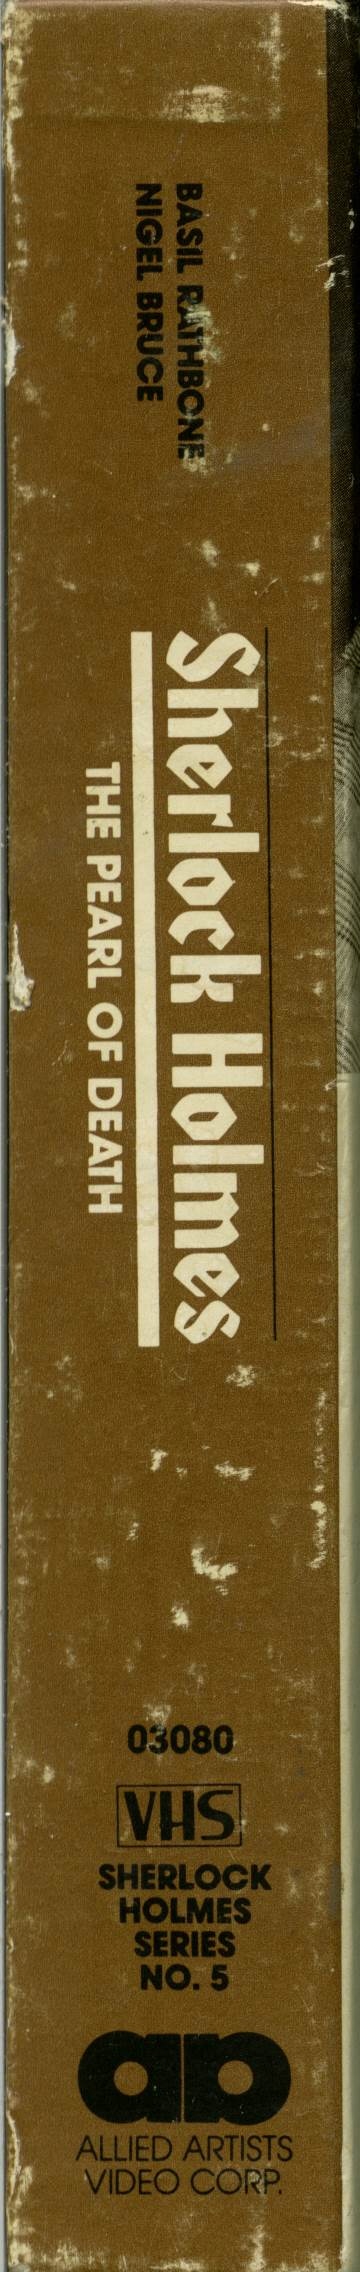 BASIL RATHBONE
NIGEL BRUCE
Sherlock Holmes
THE PEARL OF DEATH
03080
VHS
SHERLOCK
HOLMES
SERIES
NO. 5
aa
ALLIED ARTISTS
VIDEO CORP.